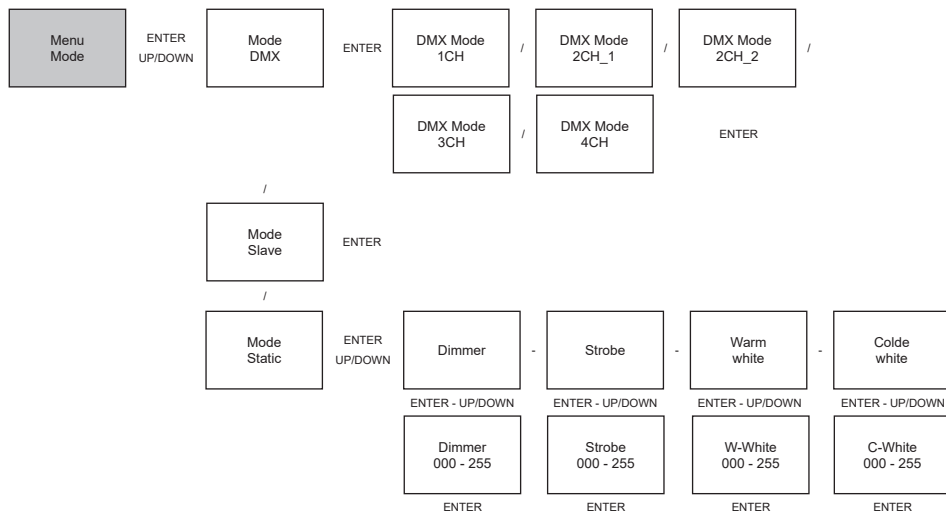 Menu
Mode
ENTER
UP/DOWN
Mode
DMX
ENTER
DMX Mode
1CH
/
DMX Mode
2CH_1
/
DMX Mode
2CH_2
/
DMX Mode
3CH
/
DMX Mode
4CH
ENTER
/
Mode
Slave
ENTER
/
Mode
Static
ENTER
UP/DOWN
Dimmer
-
Strobe
-
Warm
white
-
Colde
white
ENTER - UP/DOWN
ENTER - UP/DOWN
ENTER - UP/DOWN
ENTER - UP/DOWN
Dimmer
000 - 255
Strobe
000 - 255
W-White
000 - 255
C-White
000 - 255
ENTER
ENTER
ENTER
ENTER